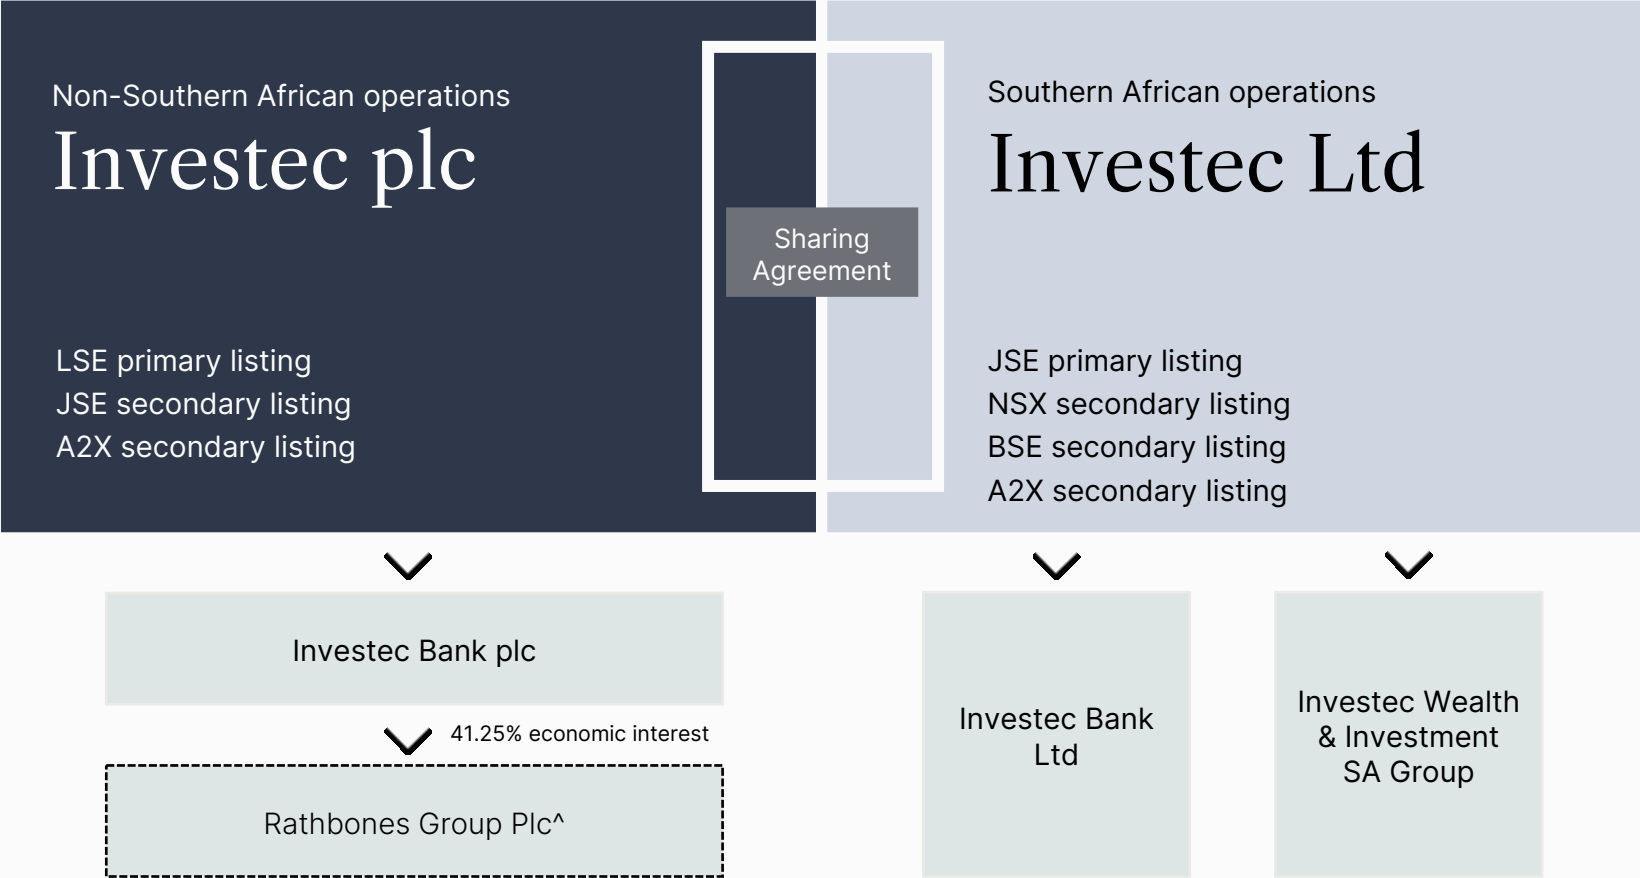 Non-Southern African operations
Investec plc
LSE primary listing
JSE secondary listing
A2X secondary listing
Sharing
Agreement
Southern African operations
Investec Ltd
JSE primary listing
NSX secondary listing
BSE secondary listing
A2X secondary listing
Investec Bank plc
41.25% economic interest
Rathbones Group Plc^
Investec Bank
Ltd
Investec Wealth
& Investment
SA Group